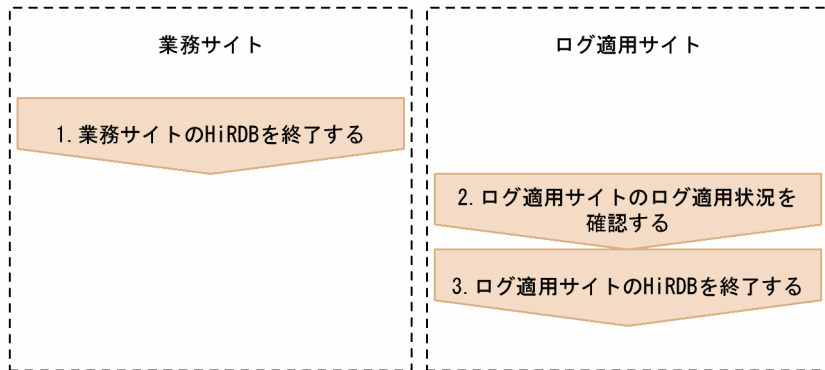 業務サイト
ログ適用サイト
1.業務サイトのHiRDBを終了する
2.ログ適用サイトのログ適用状況を
確認する
3.ログ適用サイトのHiRDBを終了する